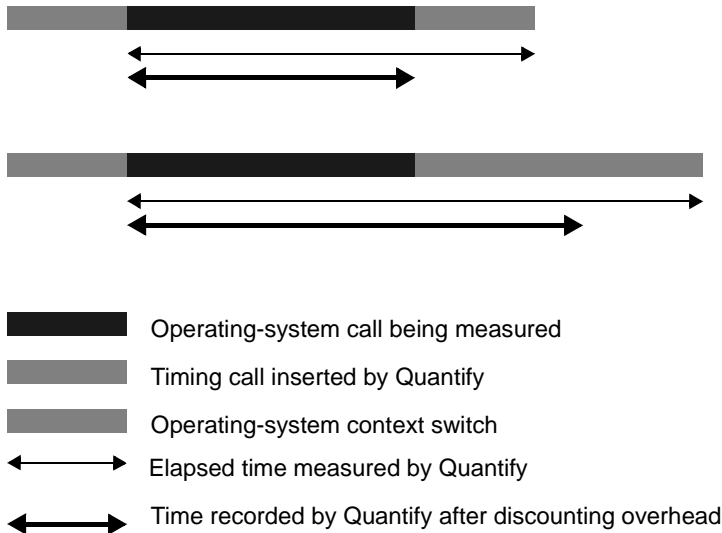 Operating-system call being measured
Timing call inserted by Quantify
Operating-system context switch
Elapsed time measured by Quantify
Time recorded by Quantify after discounting overhead